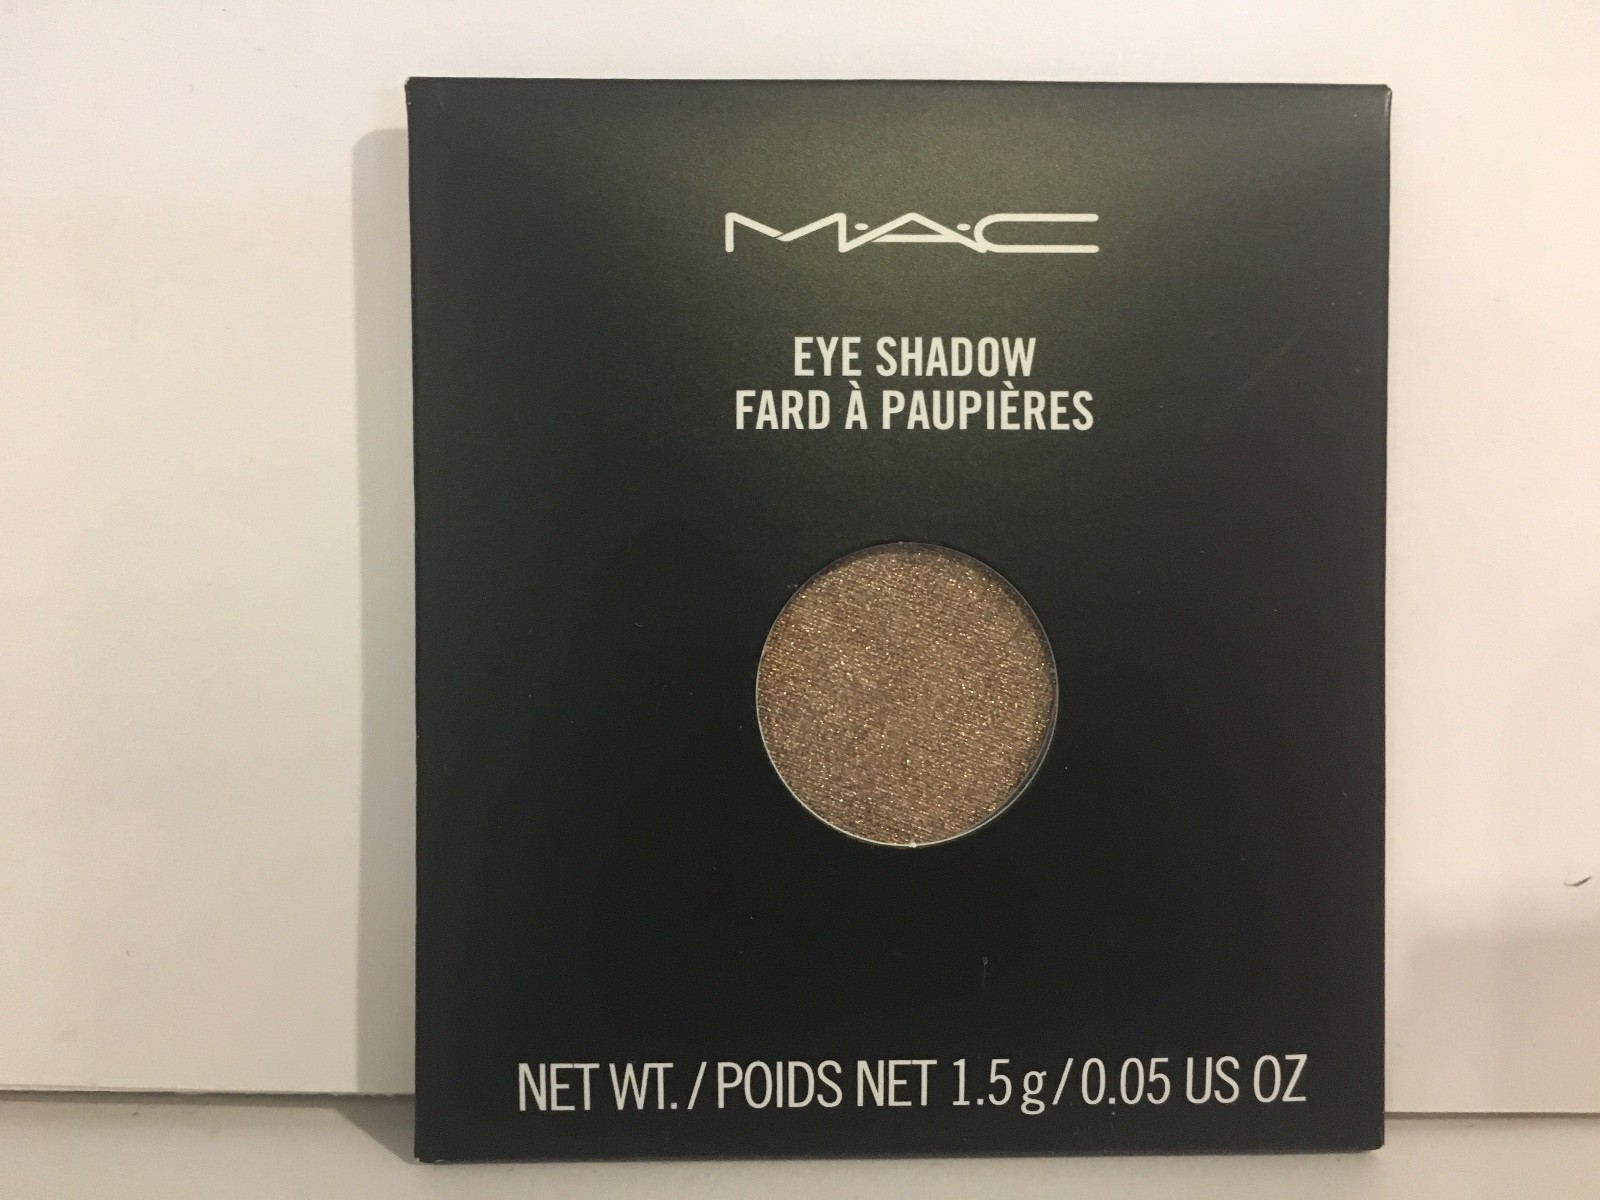 M·A·C
EYE SHADOW
FARD À PAUPIÈRES
NET WT. / POIDS NET 1.5 g / 0.05 US OZ